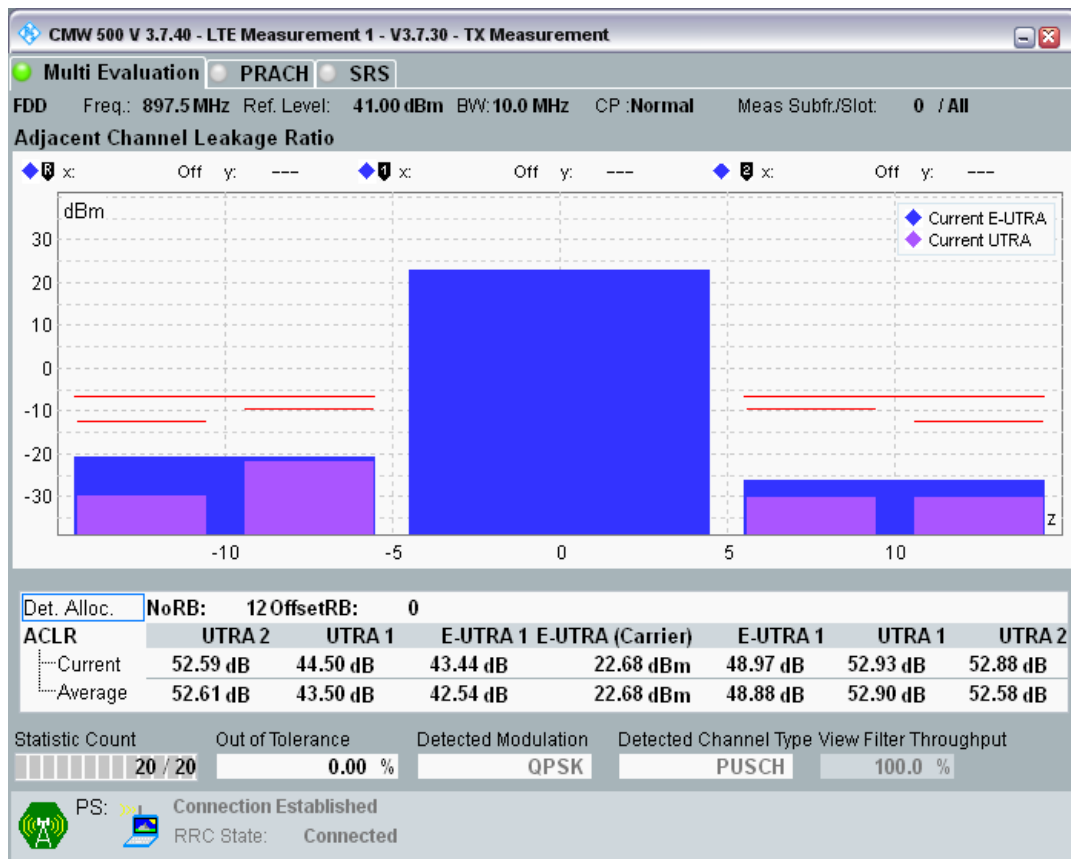 CMW 500 V 3.7.40 - LTE Measurement 1 - V3.7.30 - TX Measurement
Multi Evaluation PRACH SRS
FDD Freq.: 897.5 MHz Ref. Level: 41.00 dBm BW: 10.0 MHz CP :Normal Meas Subfr./Slot: 0 / All
Adjacent Channel Leakage Ratio
R x: Off y: --- 1 x: Off y: --- 2 x: Off y: ---
dBm
Current E-UTRA
Current UTRA
30
20
10
0
-10
-20
-30
z
-10 -5 0 5 10
Det. Alloc. NoRB: 12 OffsetRB: 0
ACLR UTRA 2 UTRA 1 E-UTRA 1 E-UTRA (Carrier) E-UTRA 1 UTRA 1 UTRA 2
Current 52.59 dB 44.50 dB 43.44 dB 22.68 dBm 48.97 dB 52.93 dB 52.88 dB
Average 52.61 dB 43.50 dB 42.54 dB 22.68 dBm 48.88 dB 52.90 dB 52.58 dB
Statistic Count Out of Tolerance Detected Modulation Detected Channel Type View Filter Throughput
20 / 20 0.00 % QPSK PUSCH 100.0 %
PS: Connection Established
RRC State: Connected